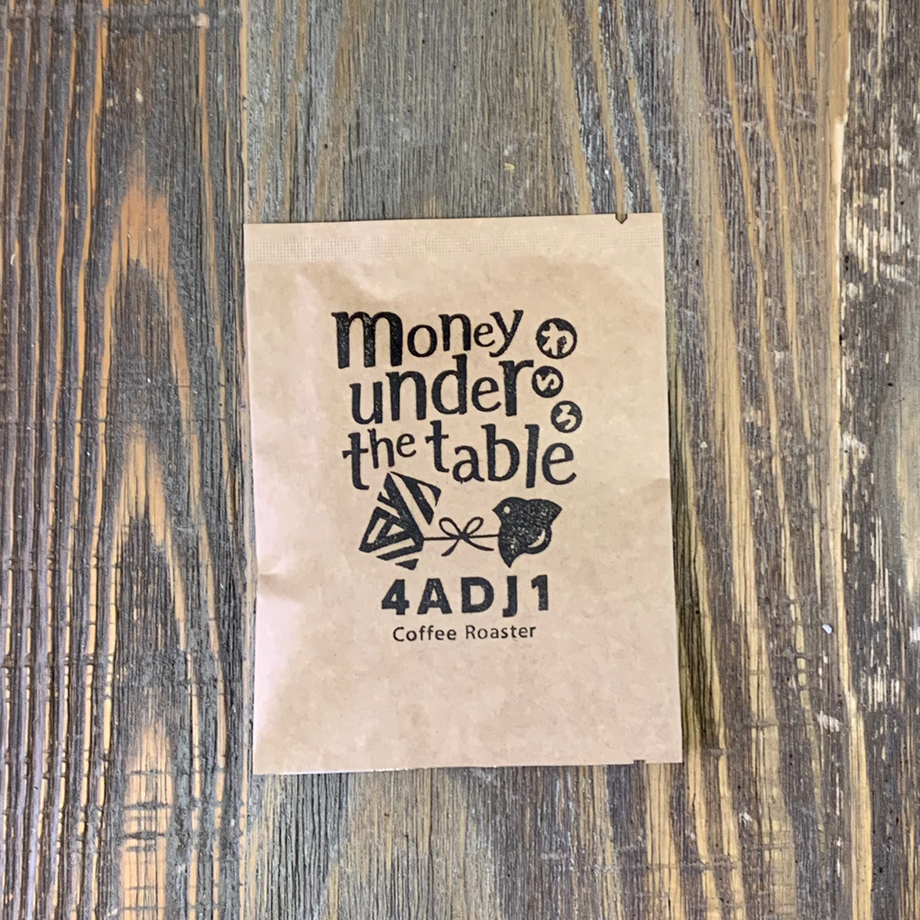 money
under
the table
わいろ
4ADJ1
Coffee Roaster